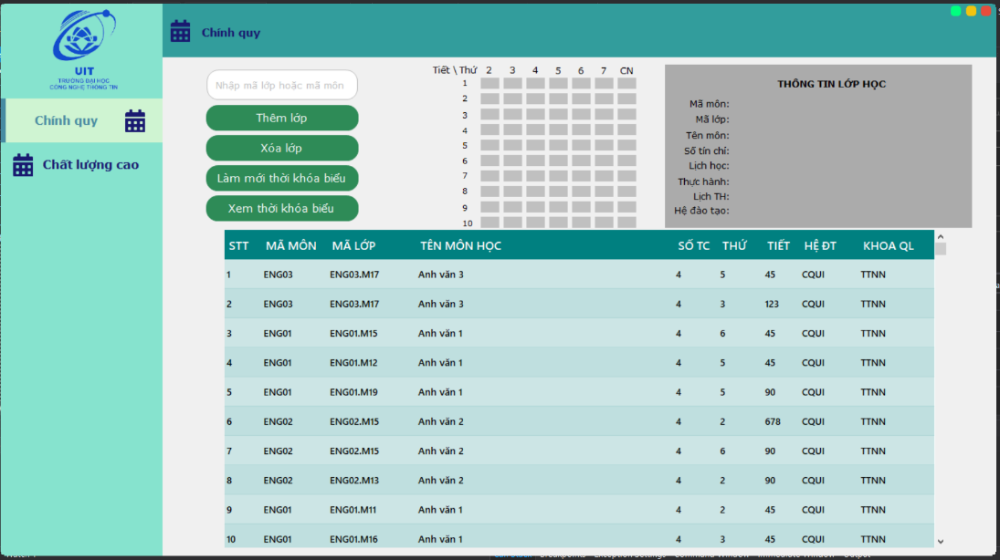 UIT
TRƯỜNG ĐẠI HỌC
CÔNG NGHỆ THÔNG TIN
Chính quy
Chất lượng cao
Chính quy
Nhập mã lớp hoặc mã môn
Thêm lớp
Xóa lớp
Làm mới thời khóa biểu
Xem thời khóa biểu
Tiết \ Thứ 2 3 4 5 6 7 CN
1
2
3
4
5
6
7
8
9
10
THÔNG TIN LỚP HỌC
Mã môn:
Mã lớp:
Tên môn:
Số tín chỉ:
Lịch học:
Thực hành:
Lịch TH:
Hệ đào tạo:
STT MÃ MÔN MÃ LỚP TÊN MÔN HỌC SỐ TC THỨ TIẾT HỆ ĐT KHOA QL
1 ENG03 ENG03.M17 Anh văn 3 4 5 45 CQUI TTNN
2 ENG03 ENG03.M17 Anh văn 3 4 3 123 CQUI TTNN
3 ENG01 ENG01.M15 Anh văn 1 4 6 45 CQUI TTNN
4 ENG01 ENG01.M12 Anh văn 1 4 5 45 CQUI TTNN
5 ENG01 ENG01.M19 Anh văn 1 4 5 90 CQUI TTNN
6 ENG02 ENG02.M15 Anh văn 2 4 2 678 CQUI TTNN
7 ENG02 ENG02.M15 Anh văn 2 4 6 90 CQUI TTNN
8 ENG02 ENG02.M13 Anh văn 2 4 2 90 CQUI TTNN
9 ENG01 ENG01.M11 Anh văn 1 4 2 45 CQUI TTNN
10 ENG01 ENG01.M16 Anh văn 1 4 3 45 CQUI TTNN